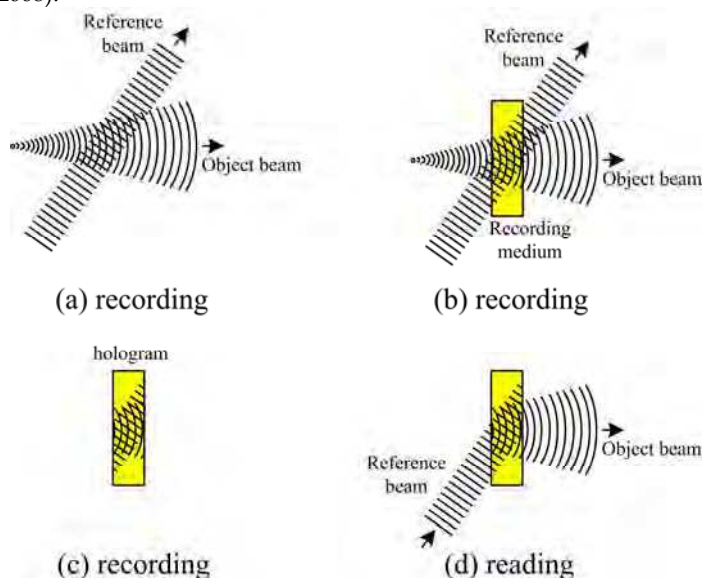 Reference
beam
Object beam
(a) recording
Reference
beam
Object beam
Recording
medium
(b) recording
hologram
(c) recording
Reference
beam
Object beam
(d) reading